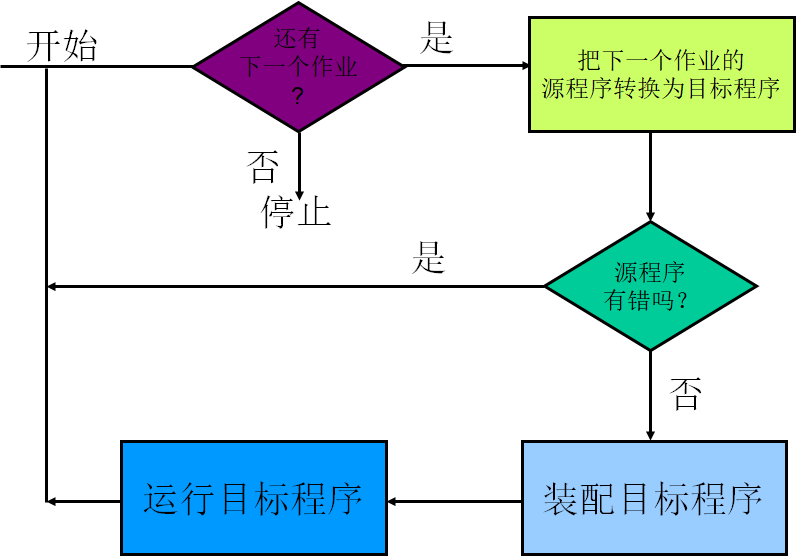 开始
还有
下一个作业
?
是
把下一个作业的
源程序转换为目标程序
否
停止
是
源程序
有错吗？
否
运行目标程序
装配目标程序